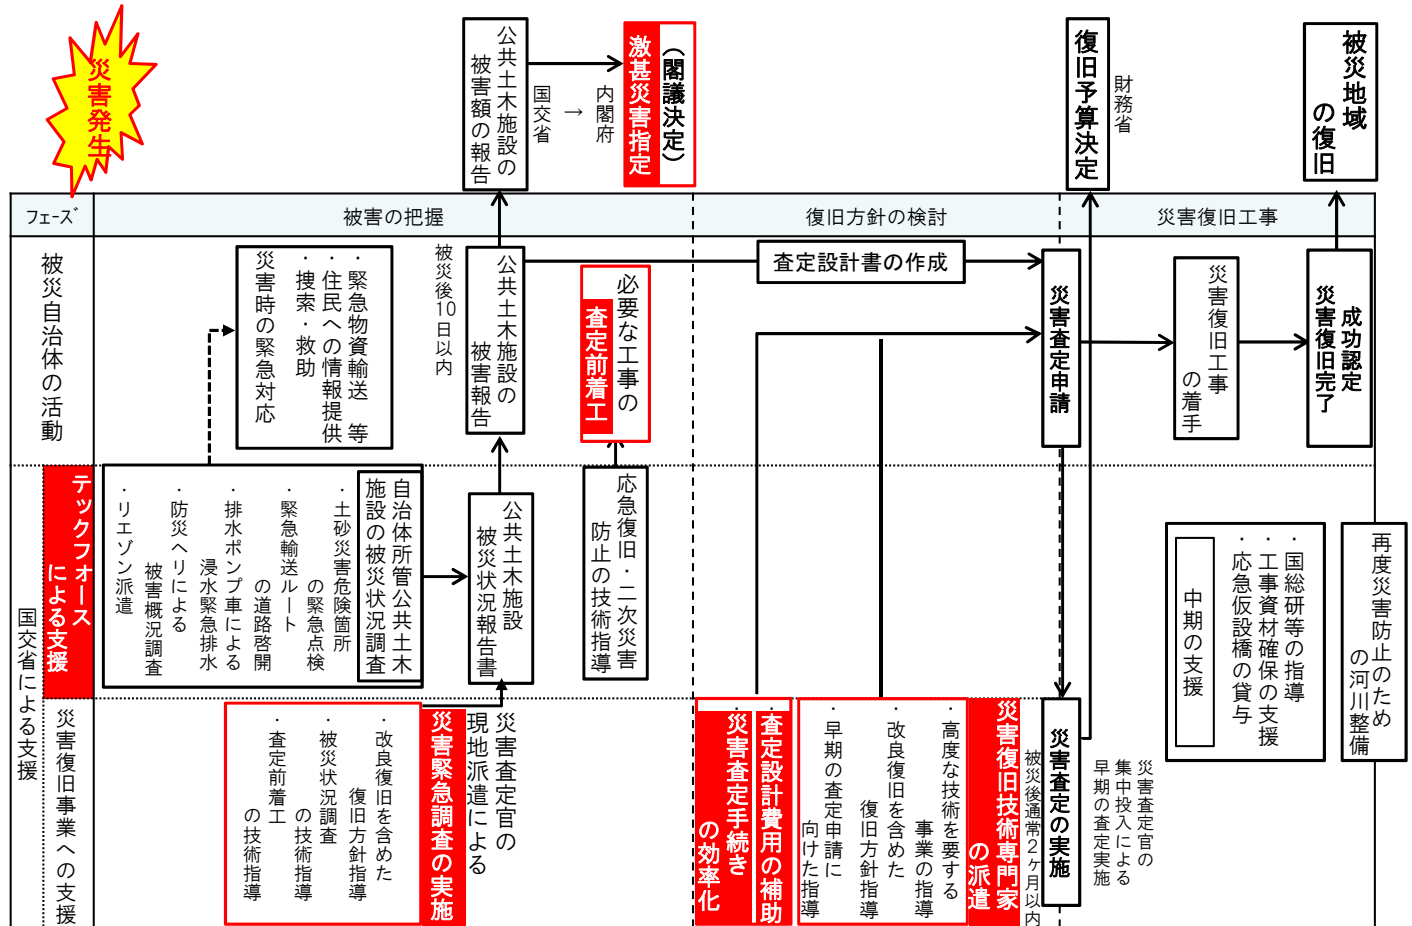 災害発生
公共土木施設の
被害額の報告
国交省
→
内閣府
激甚災害指定
(閣議決定)
復旧予算決定
財務省
被災地域
の復旧
フェーズ
被害の把握
復旧方針の検討
災害復旧工事
被災自治体の活動
・緊急物資輸送 等
・住民への情報提供
・捜索・救助
災害時の緊急対応
被災後10日以内
公共土木施設の
被害報告
必要な工事の
査定前着工
査定設計書の作成
災害査定申請
災害復旧工事
の着手
成功認定
災害復旧完了
国交省による支援
テックフォース
による支援
自治体所管公共土木
施設の被災状況調査
・土砂災害危険箇所
の緊急点検
・緊急輸送ルート
の道路啓開
・排水ポンプ車による
浸水緊急排水
・防災ヘリによる
被害概況調査
・リエゾン派遣
公共土木施設
被災状況報告書
応急復旧・二次災害
防止の技術指導
・国総研等の指導
・工事資材確保の支援
・応急仮設橋の貸与
中期の支援
再度災害防止のため
の河川整備
災害復旧事業への支援
災害査定官の
現地派遣による
災害緊急調査の実施
・改良復旧を含めた
復旧方針指導
・被災状況調査
の技術指導
・査定前着工
の技術指導
・査定設計費用の補助
・災害査定手続き
の効率化
災害復旧技術専門家
の派遣
・高度な技術を要する
事業の指導
・改良復旧を含めた
復旧方針指導
・早期の査定申請に
向けた指導
被災後通常2ヶ月以内
災害査定の実施
災害査定官の
集中投入による
早期の査定実施